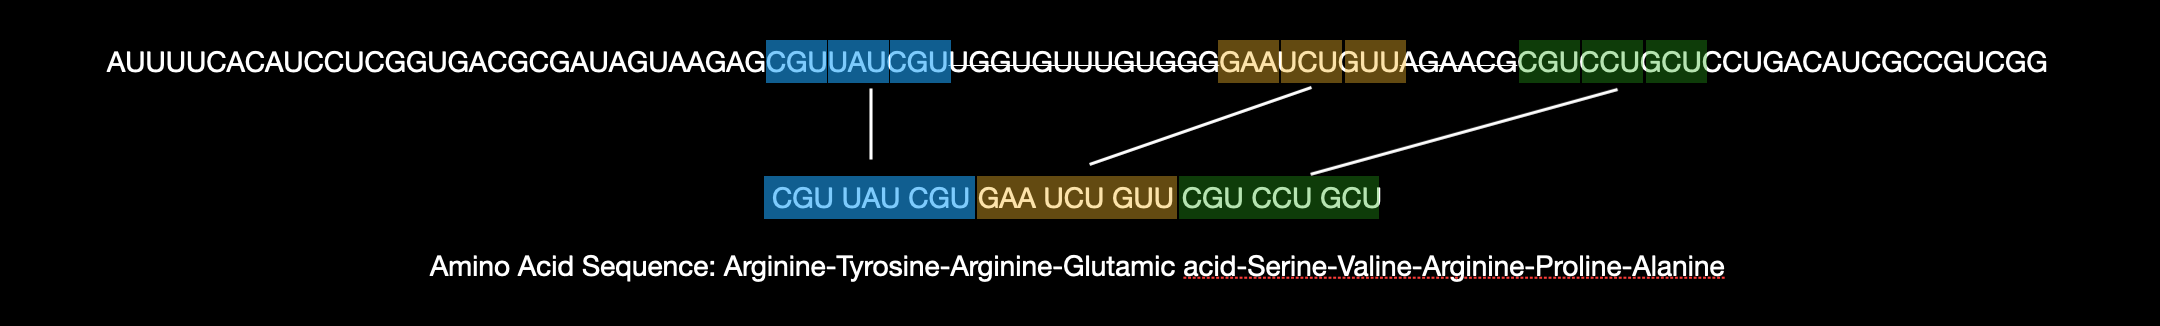 AUUUUCACAUCCUCGGUGACGCGAUAGUAAGAGCGUUAUCGUUGGUGUUUGUGGGGAAUCUGUUAGAACGCGUCCUGCUCCUGACAUCGCCGUCGG
CGU UAU CGU GAA UCU GUU CGU CCU GCU
Amino Acid Sequence: Arginine-Tyrosine-Arginine-Glutamic acid-Serine-Valine-Arginine-Proline-Alanine